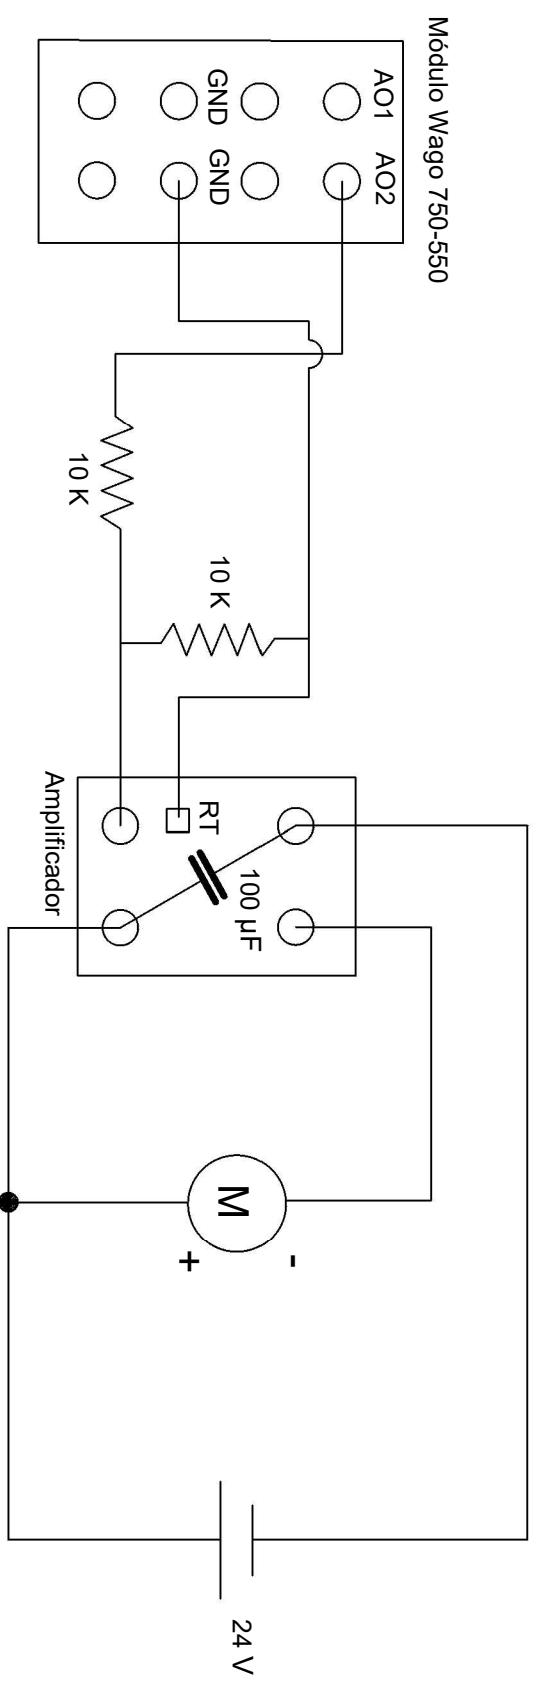 Módulo Wago 750-550
AO1
AO2
GND
GND
10 K
10 K
RT
100 µF
Amplificador
M
-
+
24 V